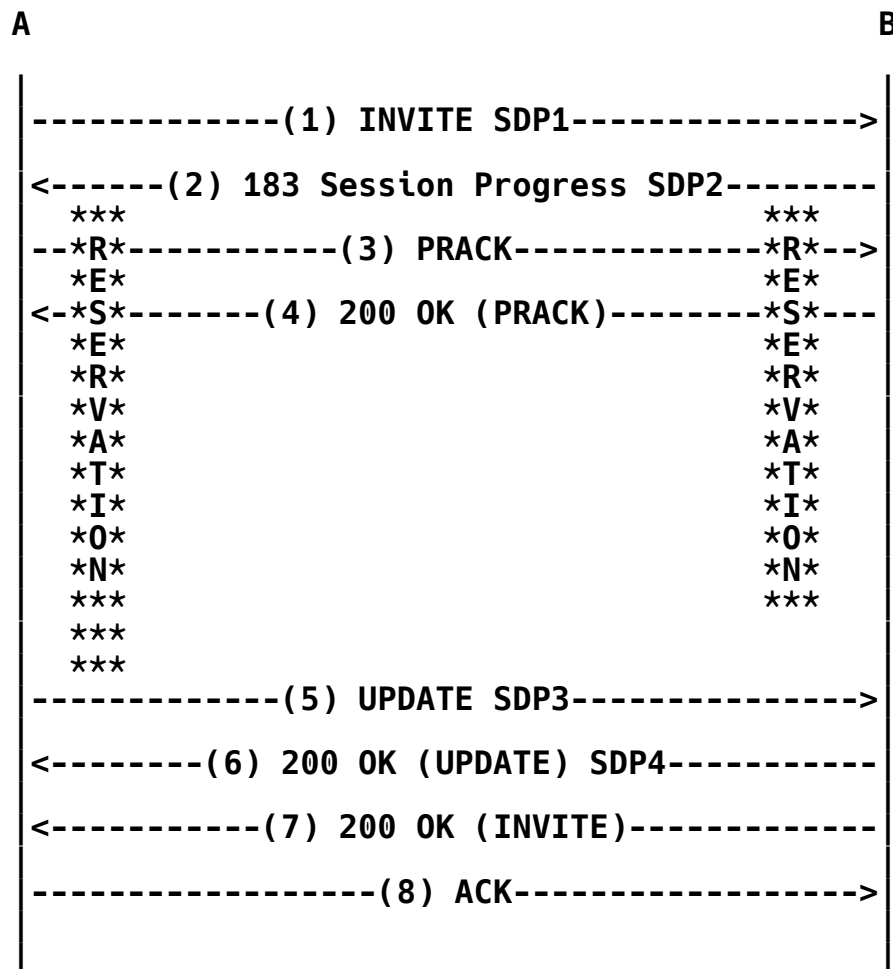 A B
-------------(1) INVITE SDP1--------------->
<------(2) 183 Session Progress SDP2--------
*** ***
--*R*-----------(3) PRACK-------------*R*-->
*E* *E*
<-*S*-------(4) 200 OK (PRACK)--------*S*---
*E* *E*
*R* *R*
*V* *V*
*A* *A*
*T* *T*
*I* *I*
*O* *O*
*N* *N*
*** ***
***
***
-------------(5) UPDATE SDP3--------------->
<--------(6) 200 OK (UPDATE) SDP4-----------
<-----------(7) 200 OK (INVITE)-------------
------------------(8) ACK------------------>